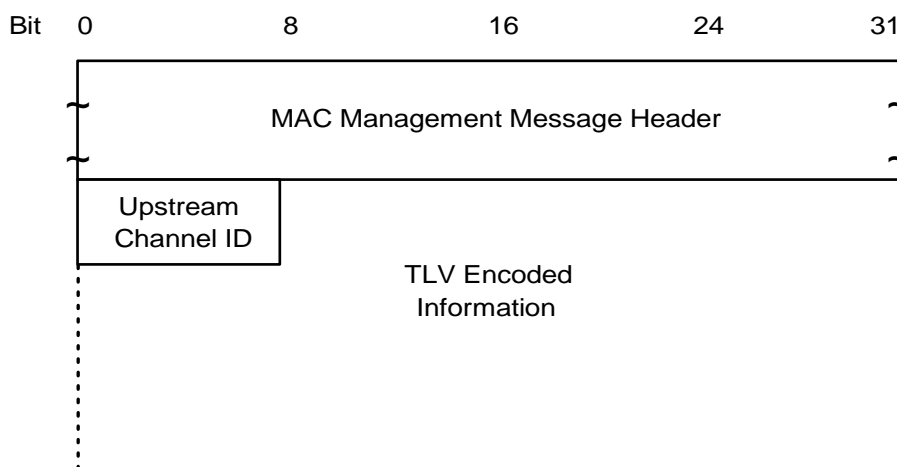 Bit 0 8 16 24 31
MAC Management Message Header
Upstream
Channel ID
TLV Encoded
Information